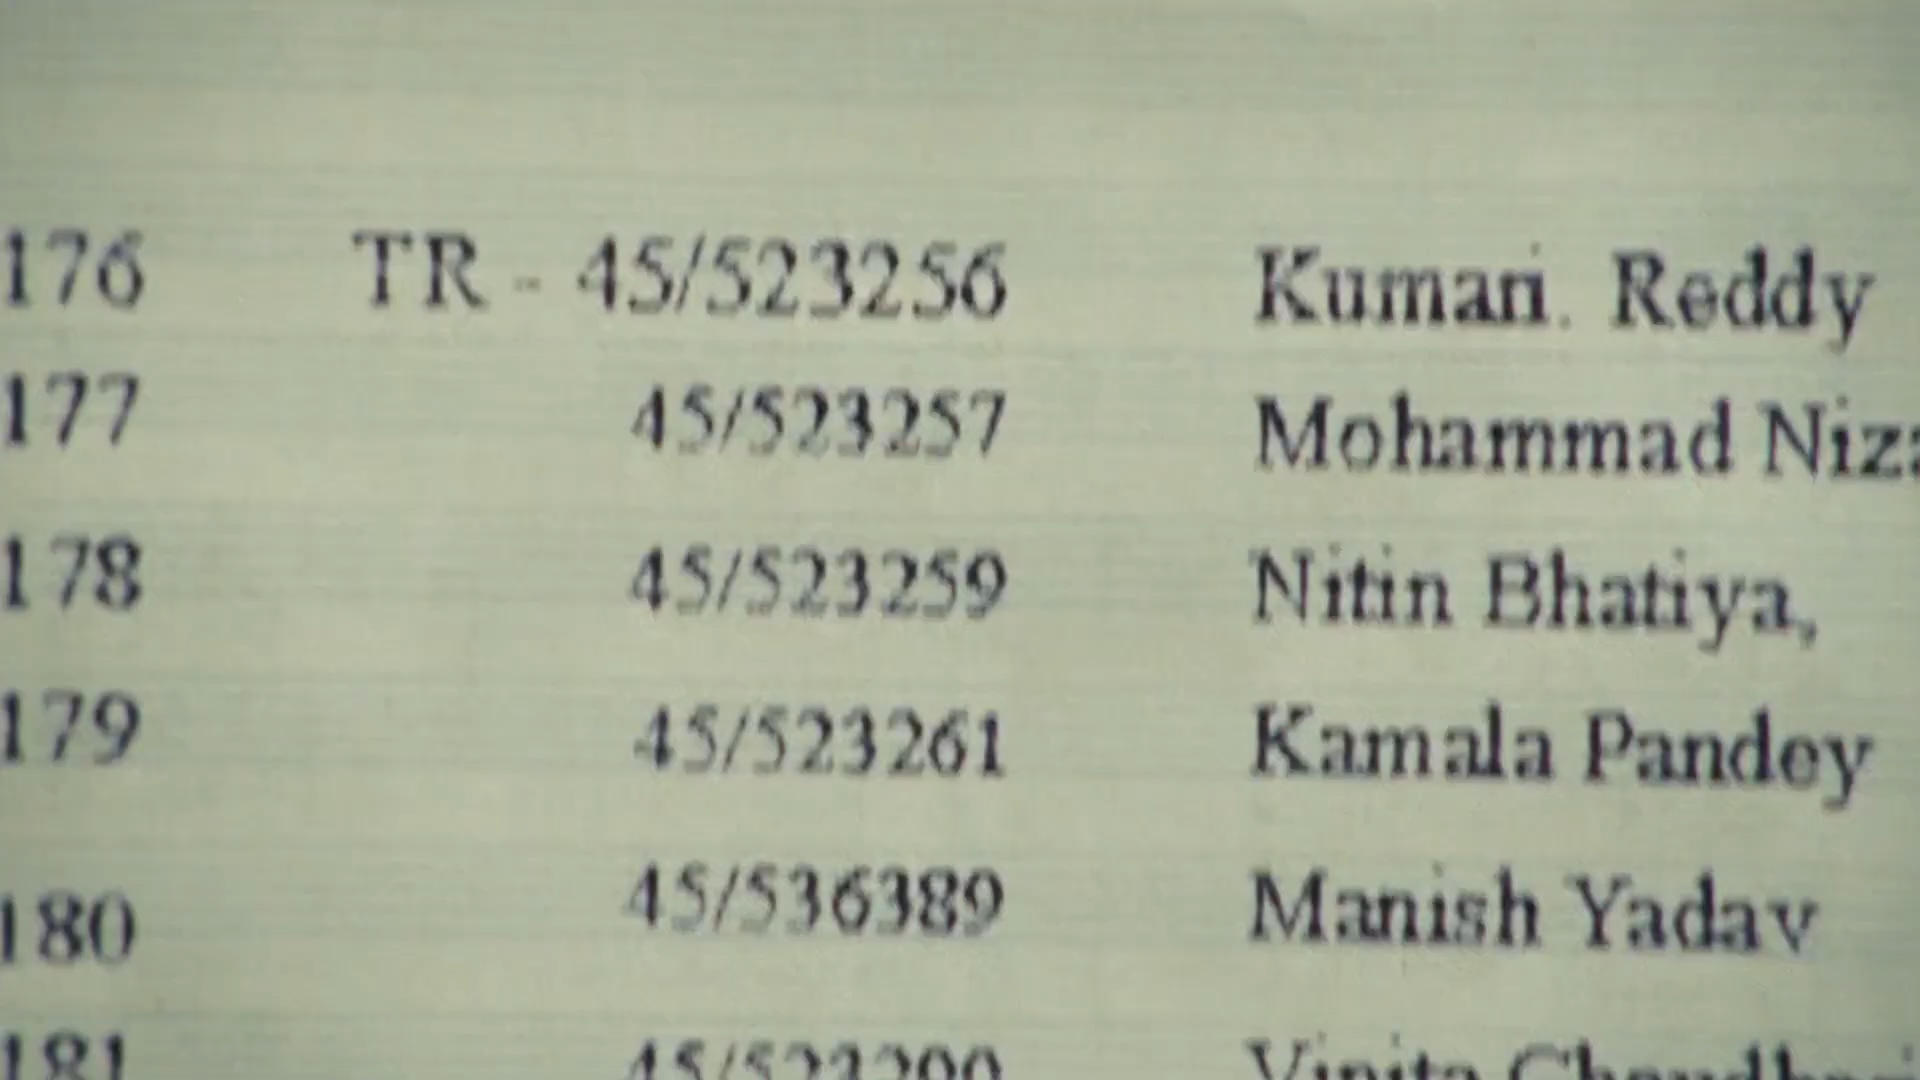 176 TR - 45/523256 Kumari. Reddy
177 45/523257 Mohammad
178 45/523259 Nitin Bhatiya,
179 45/523261 Kamala Pandey
180 45/536389 Manish Yadav
181